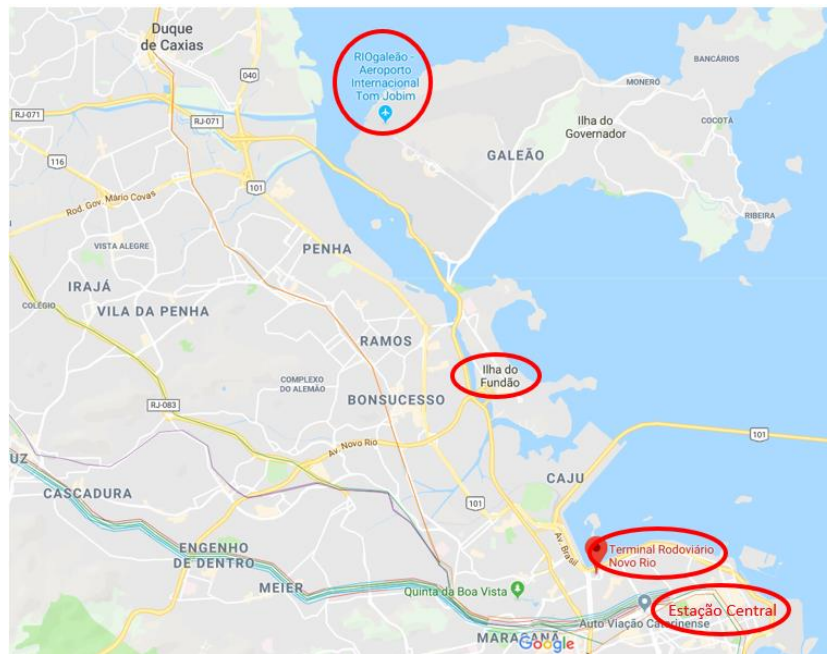 Duque
de Caxias
RIOgaleão -
Aeroporto
Internacional
Tom Jobim
BANCÁRIOS
MONERÓ
040
RJ-071
RJ-071
Ilha do
Governador
COCOTÁ
GALEÃO
116
101
Rod. Gov. Mário Covas
RIBEIRA
VISTA ALEGRE
PENHA
IRAJÁ
COLÉGIO
VILA DA PENHA
RAMOS
Ilha do
Fundão
COMPLEXO
DO ALEMÃO
BONSUCESSO
RJ-083
101
Av. Novo Rio
UZ
CASCADURA
CAJU
101
Av. Brasil
ENGENHO
DE DENTRO
Terminal Rodoviário
Novo Rio
MEIER
Quinta da Boa Vista
Estação Central
Auto Viação Catarinense
MARACANÃ
Google